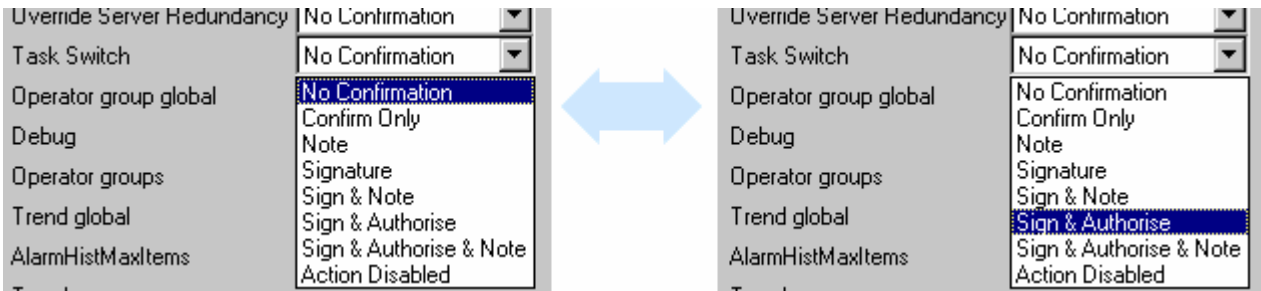 Override Server Redundancy No Confirmation
Task Switch No Confirmation
Operator group global
Debug
Operator groups
Trend global
AlarmHistMaxItems
No Confirmation
Confirm Only
Note
Signature
Sign & Note
Sign & Authorise
Sign & Authorise & Note
Action Disabled
Override Server Redundancy No Confirmation
Task Switch No Confirmation
Operator group global
Debug
Operator groups
Trend global
AlarmHistMaxItems
No Confirmation
Confirm Only
Note
Signature
Sign & Note
Sign & Authorise
Sign & Authorise & Note
Action Disabled